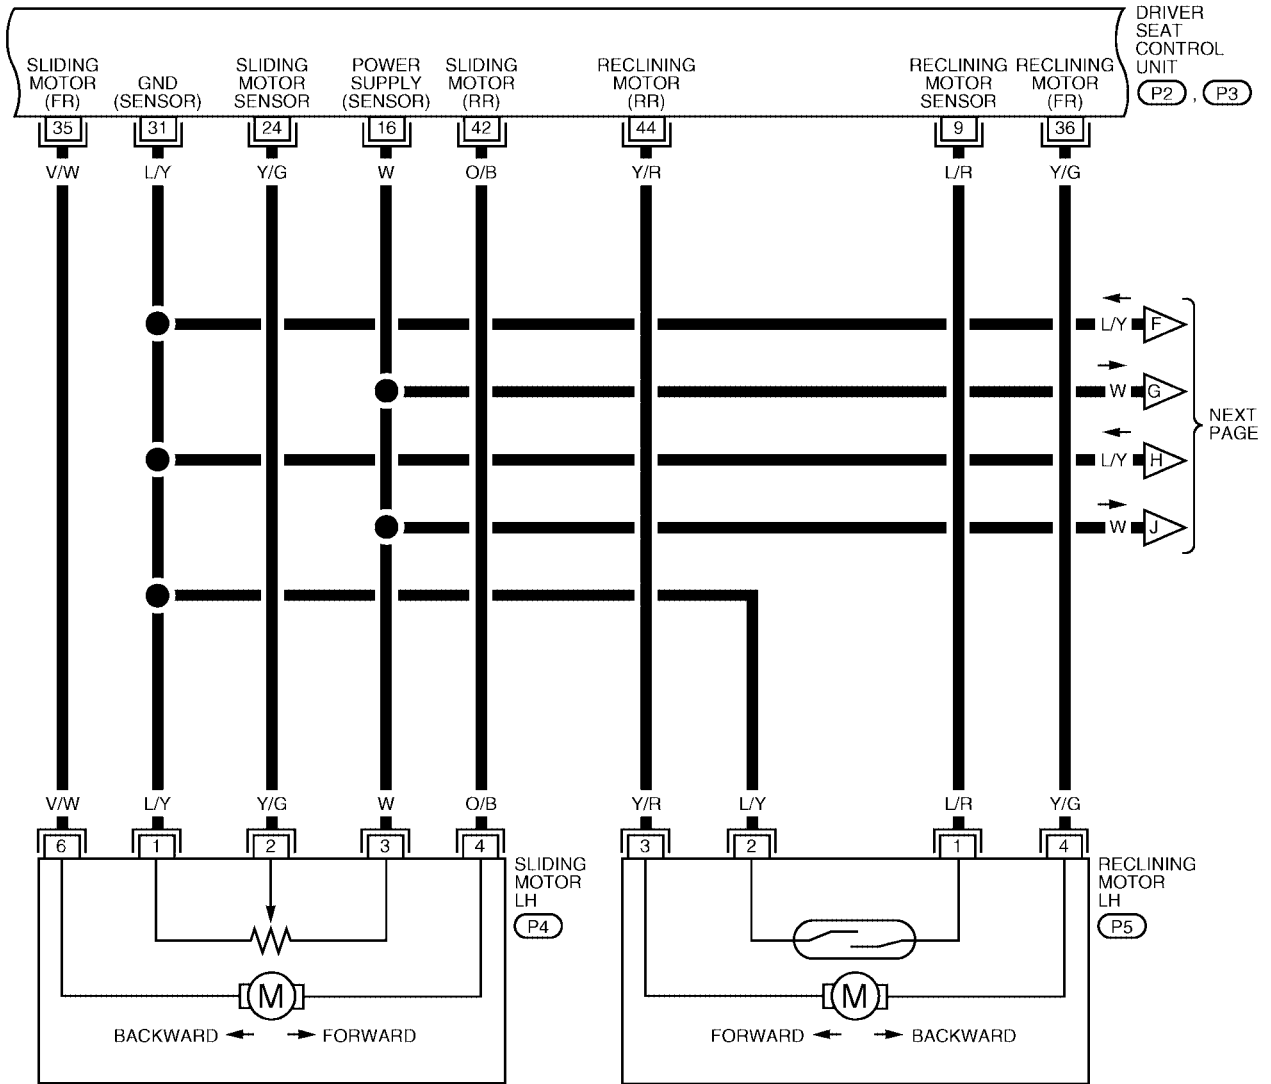 DRIVER
SEAT
CONTROL
UNIT
P2 , P3
SLIDING
MOTOR
(FR)
GND
(SENSOR)
SLIDING
MOTOR
SENSOR
POWER
SUPPLY
(SENSOR)
SLIDING
MOTOR
(RR)
RECLINING
MOTOR
(RR)
RECLINING
MOTOR
SENSOR
RECLINING
MOTOR
(FR)
35 31 24 16 42 44 9 36
V/W L/Y Y/G W O/B Y/R L/R Y/G
L/Y F
W G
L/Y H
W J
NEXT
PAGE
V/W L/Y Y/G W O/B Y/R L/Y L/R Y/G
6 1 2 3 4 3 2 1 4
SLIDING
MOTOR
LH
P4
RECLINING
MOTOR
LH
P5
M
M
BACKWARD FORWARD
FORWARD BACKWARD